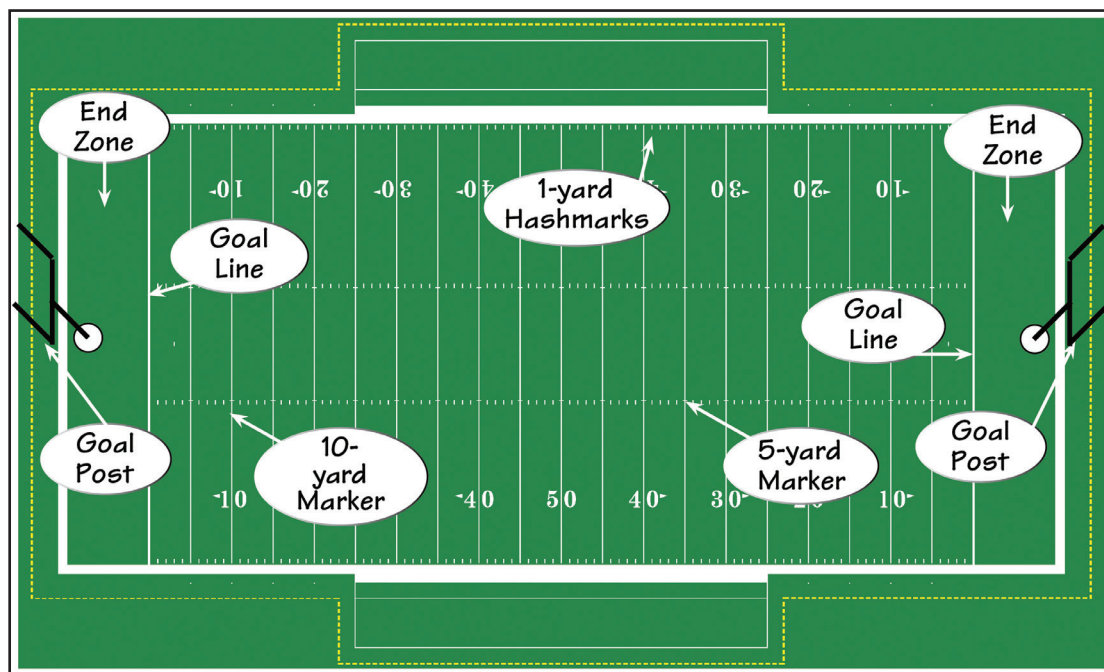 End
Zone
End
Zone
10 20 30 40
1-yard
Hashmarks
30 20 10
Goal
Line
Goal
Line
Goal
Post
10-
yard
Marker
5-yard
Marker
Goal
Post
10 40 50 40 30 20 10